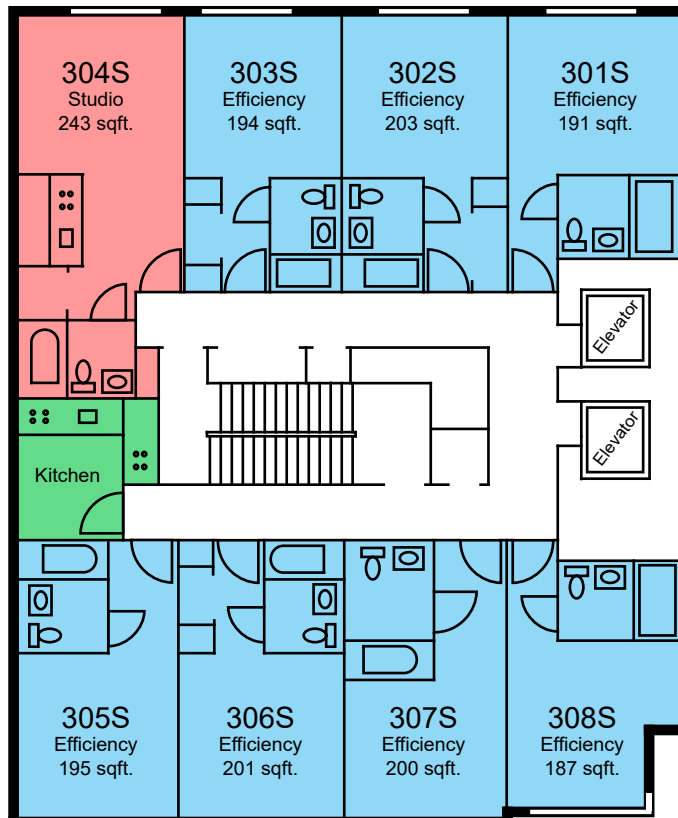 304S
Studio
243 sqft.
303S
Efficiency
194 sqft.
302S
Efficiency
203 sqft.
301S
Efficiency
191 sqft.
Elevator
Elevator
Kitchen
305S
Efficiency
195 sqft.
306S
Efficiency
201 sqft.
307S
Efficiency
200 sqft.
308S
Efficiency
187 sqft.